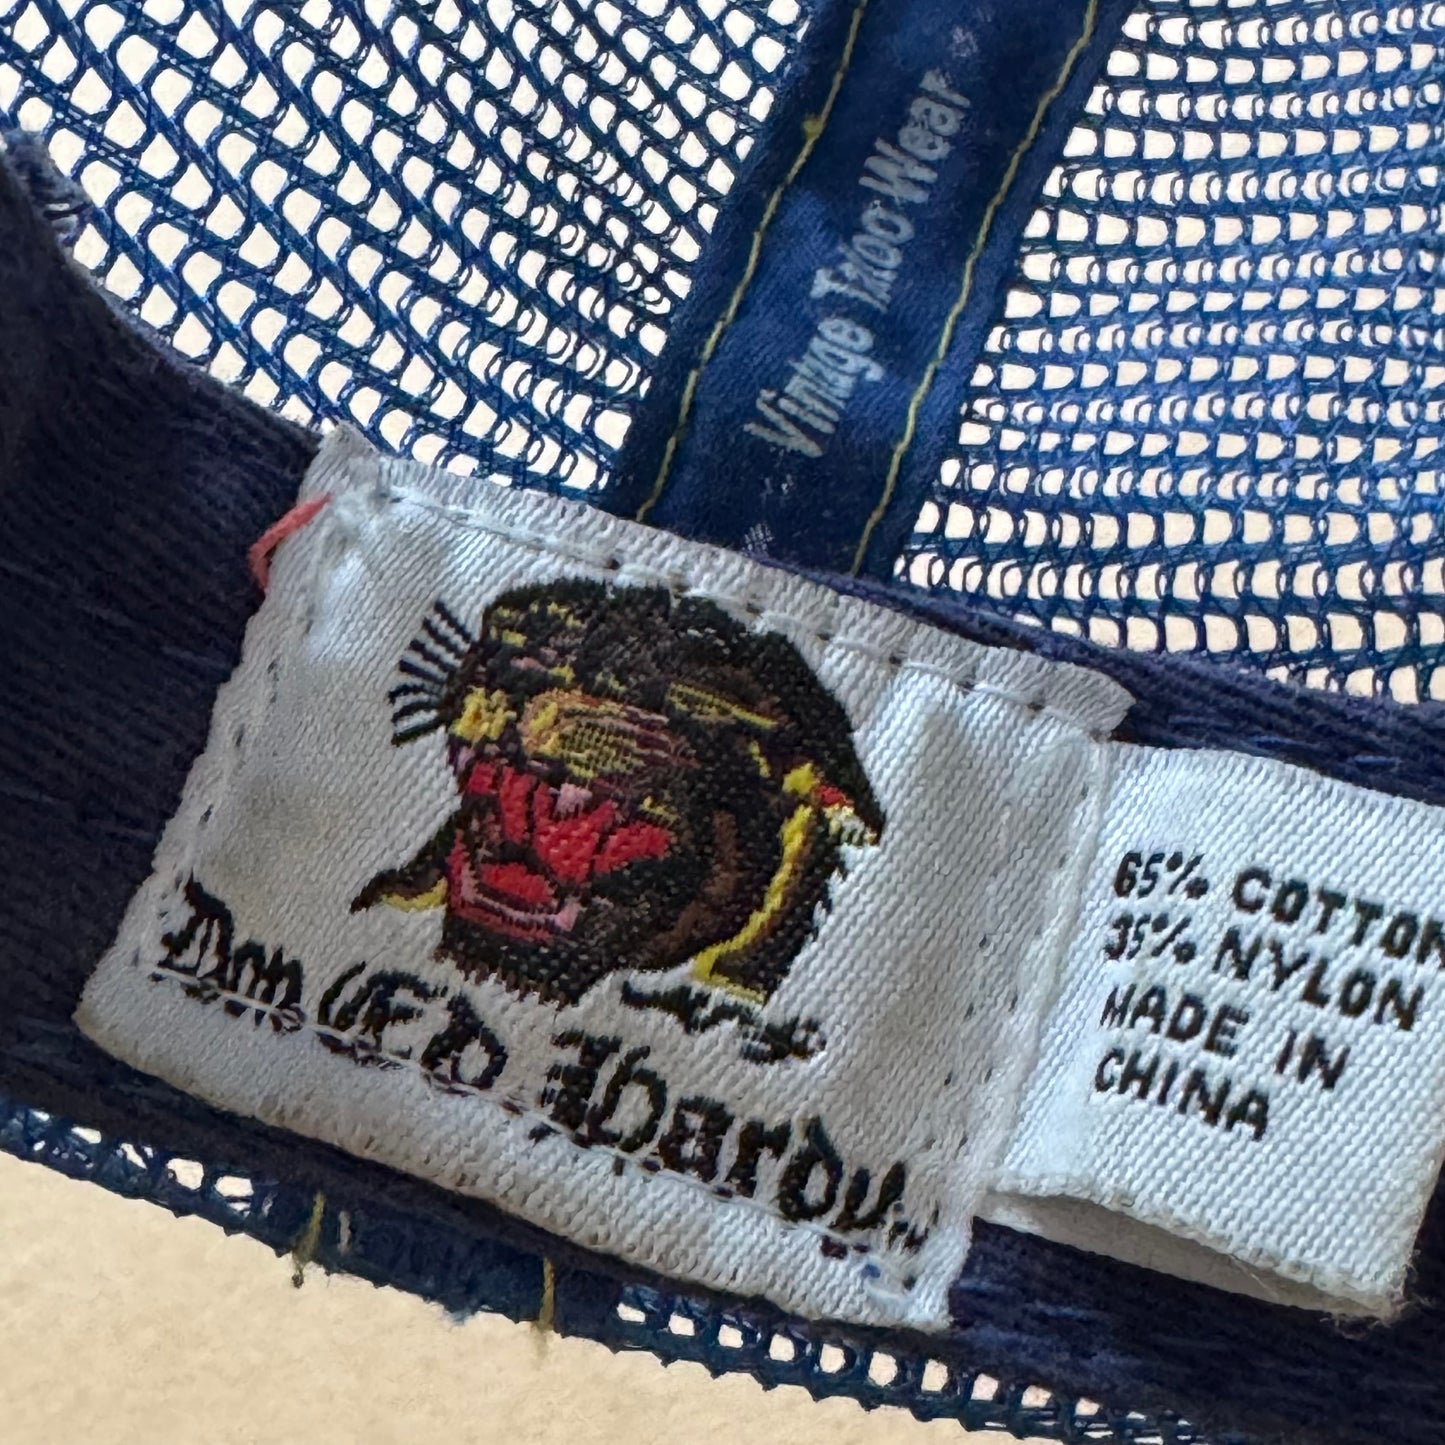 Vintage Tattoo Wear
Don Ed Hardy
65% COTTON
35% NYLON
MADE IN
CHINA